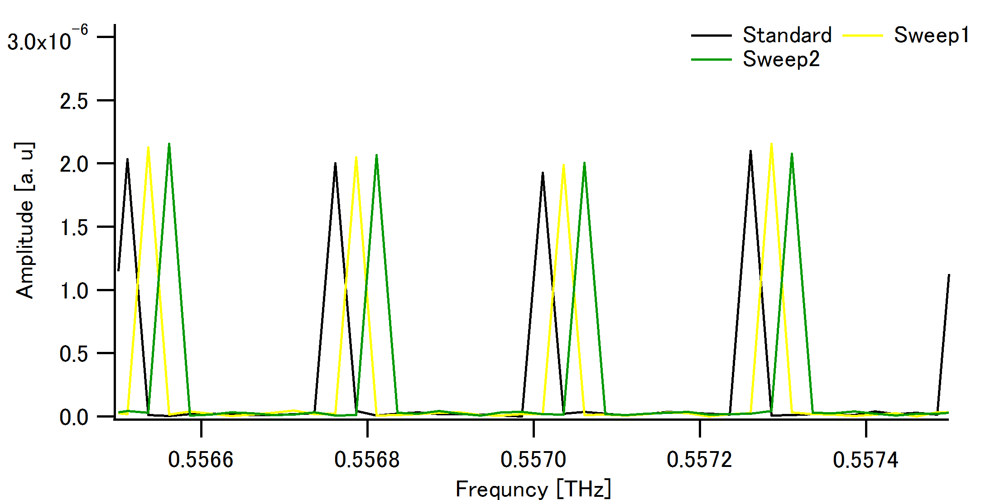 3.0x10-6
Standard Sweep1
Sweep2
2.5
2.0
1.5
1.0
0.5
0.0
Amplitude [a. u]
0.5566 0.5568 0.5570 0.5572 0.5574
Frequncy [THz]